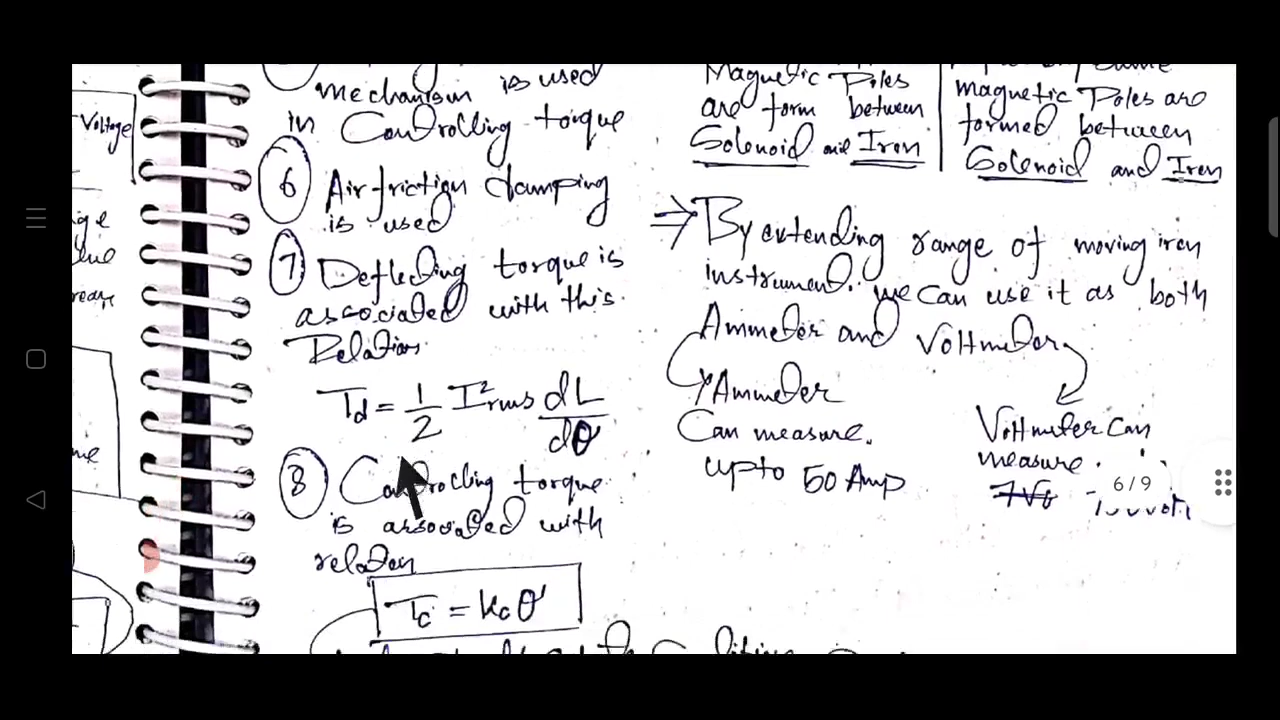 Voltage
mechanism is used
in Controlling torque
6 Air friction damping
is used
7 Deflecting torque is
associated with this
Relation
Td = 1/2 I²rms dL/dθ
8 Controlling torque
is associated with
relation
Tc = Kcθ
Magnetic Poles
are form between
Solenoid and Iron
magnetic Poles are
formed between
Solenoid and Iron
⇒ By extending range of moving iron
instrument. we can use it as both
Ammeter and Voltmeter
Ammeter
Can measure.
upto 50 Amp
Voltmeter Can
measure
6/9